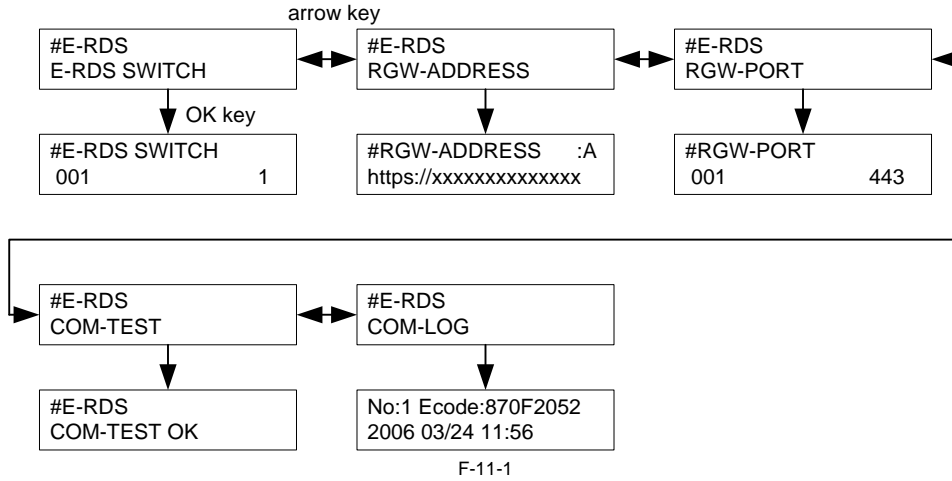 arrow key
#E-RDS
E-RDS SWITCH
#E-RDS
RGW-ADDRESS
#E-RDS
RGW-PORT
OK key
#E-RDS SWITCH
001 1
#RGW-ADDRESS :A
https://xxxxxxxxxxxxxx
#RGW-PORT
001 443
#E-RDS
COM-TEST
#E-RDS
COM-LOG
#E-RDS
COM-TEST OK
No:1 Ecode:870F2052
2006 03/24 11:56
F-11-1